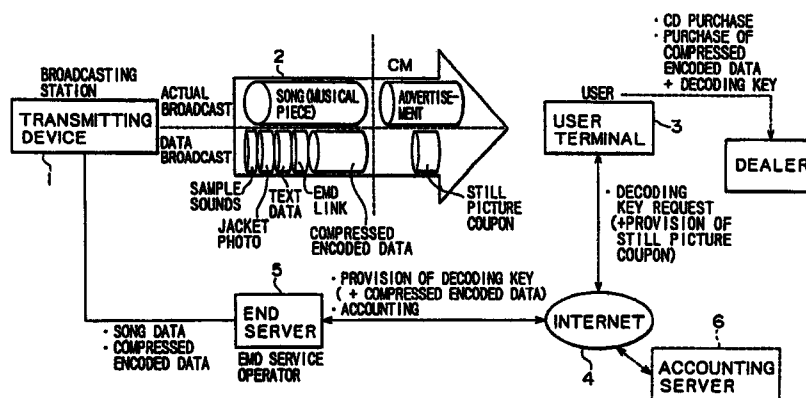 BROADCASTING
STATION
TRANSMITTING
DEVICE
1
ACTUAL
BROADCAST
DATA
BROADCAST
2
CM
SONG(MUSICAL
PIECE)
ADVERTISE-
MENT
SAMPLE
SOUNDS
JACKET
PHOTO
TEXT
DATA
EMD
LINK
COMPRESSED
ENCODED DATA
STILL
PICTURE
COUPON
USER
USER
TERMINAL
3
· CD PURCHASE
· PURCHASE OF
COMPRESSED
ENCODED DATA
+ DECODING KEY
DEALER
· DECODING
KEY REQUEST
(+PROVISION OF
STILL PICTURE
COUPON)
5
END
SERVER
EMD SERVICE
OPERATOR
· SONG DATA
· COMPRESSED
ENCODED DATA
· PROVISION OF DECODING KEY
( + COMPRESSED ENCODED DATA)
· ACCOUNTING
INTERNET
4
6
ACCOUNTING
SERVER